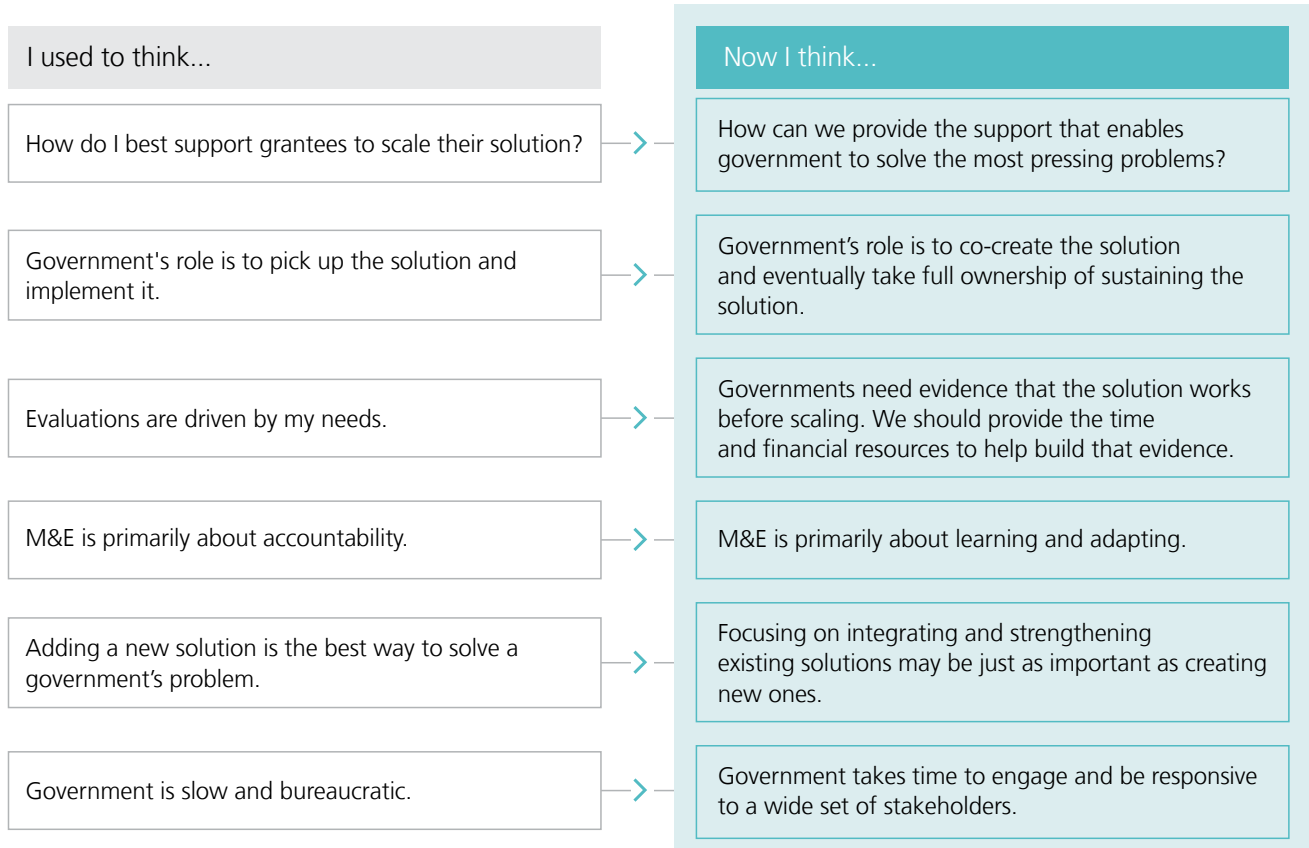 I used to think...
Now I think...
How do I best support grantees to scale their solution?
How can we provide the support that enables
government to solve the most pressing problems?
Government's role is to pick up the solution and
implement it.
Government’s role is to co-create the solution
and eventually take full ownership of sustaining the
solution.
Evaluations are driven by my needs.
Governments need evidence that the solution works
before scaling. We should provide the time
and financial resources to help build that evidence.
M&E is primarily about accountability.
M&E is primarily about learning and adapting.
Adding a new solution is the best way to solve a
government’s problem.
Focusing on integrating and strengthening
existing solutions may be just as important as creating
new ones.
Government is slow and bureaucratic.
Government takes time to engage and be responsive
to a wide set of stakeholders.